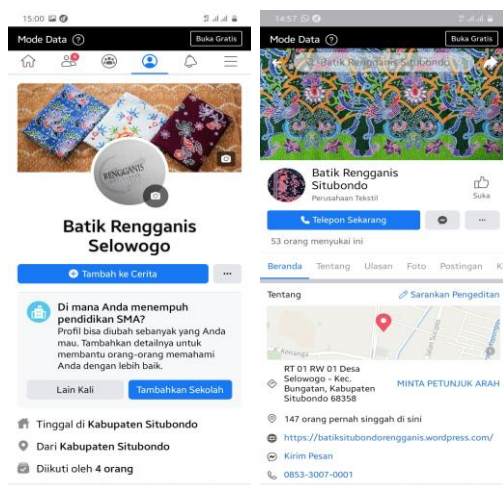 15:00
Mode Data
Buka Gratis
RENGGANIS
Batik Rengganis
Selowogo
Tambah ke Cerita
Di mana Anda menempuh
pendidikan SMA?
Profil bisa diubah sebanyak yang Anda
mau. Tambahkan detailnya untuk
membantu orang-orang memahami
Anda dengan lebih baik.
Lain Kali
Tambahkan Sekolah
Tinggal di Kabupaten Situbondo
Dari Kabupaten Situbondo
Diikuti oleh 4 orang
14:57
Mode Data
Buka Gratis
Batik Rengganis Situbondo
Batik Rengganis
Situbondo
Perusahaan Tekstil
Suka
Telepon Sekarang
53 orang menyukai ini
Beranda Tentang Ulasan Foto Postingan K
Tentang
Sarankan Pengeditan
Kenanga
RT 01 RW 01 Desa
Selowogo - Kec.
Bungatan, Kabupaten
Situbondo 68358
MINTA PETUNJUK ARAH
147 orang pernah singgah di sini
https://batiksitubondorengganis.wordpress.com/
Kirim Pesan
0853-3007-0001